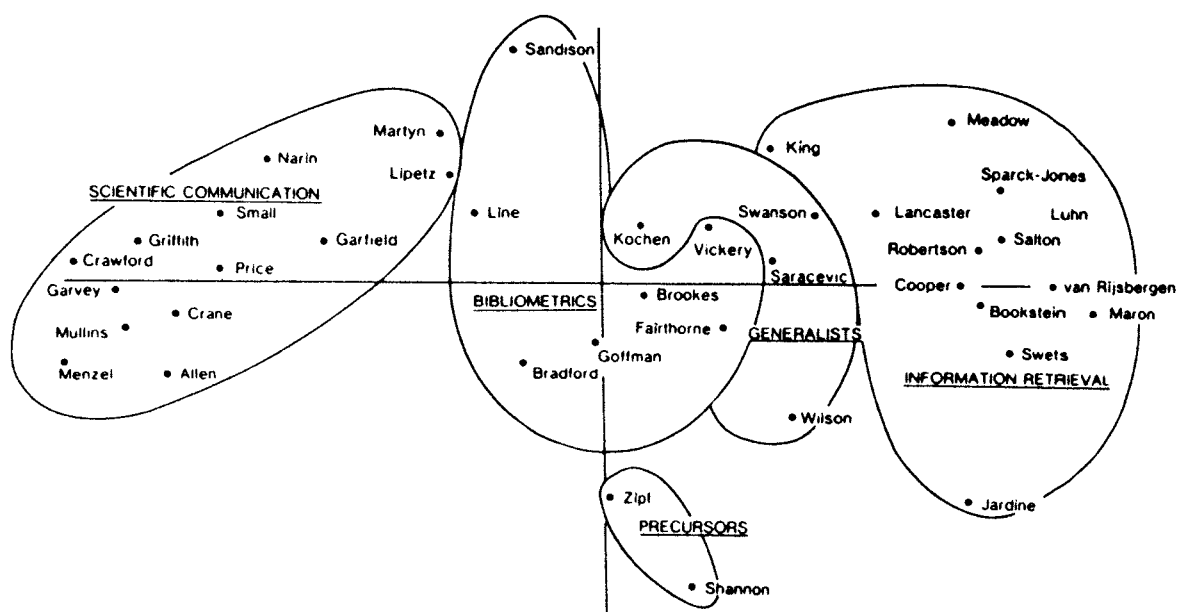 Sandison
Meadow
Martyn
King
Narin
Lipetz
Sparck-Jones
SCIENTIFIC COMMUNICATION
Small
Line
Swanson
Lancaster
Luhn
Griffith
Garfield
Kochen
Vickery
Robertson
Salton
Crawford
Price
Saracevic
Garvey
BIBLIOMETRICS
Brookes
Cooper
van Rijsbergen
Crane
Bookstein
Maron
Mullins
Fairthorne
GENERALISTS
Goffman
Swets
Menzel
Allen
Bradford
INFORMATION RETRIEVAL
Wilson
Zipf
Jardine
PRECURSORS
Shannon